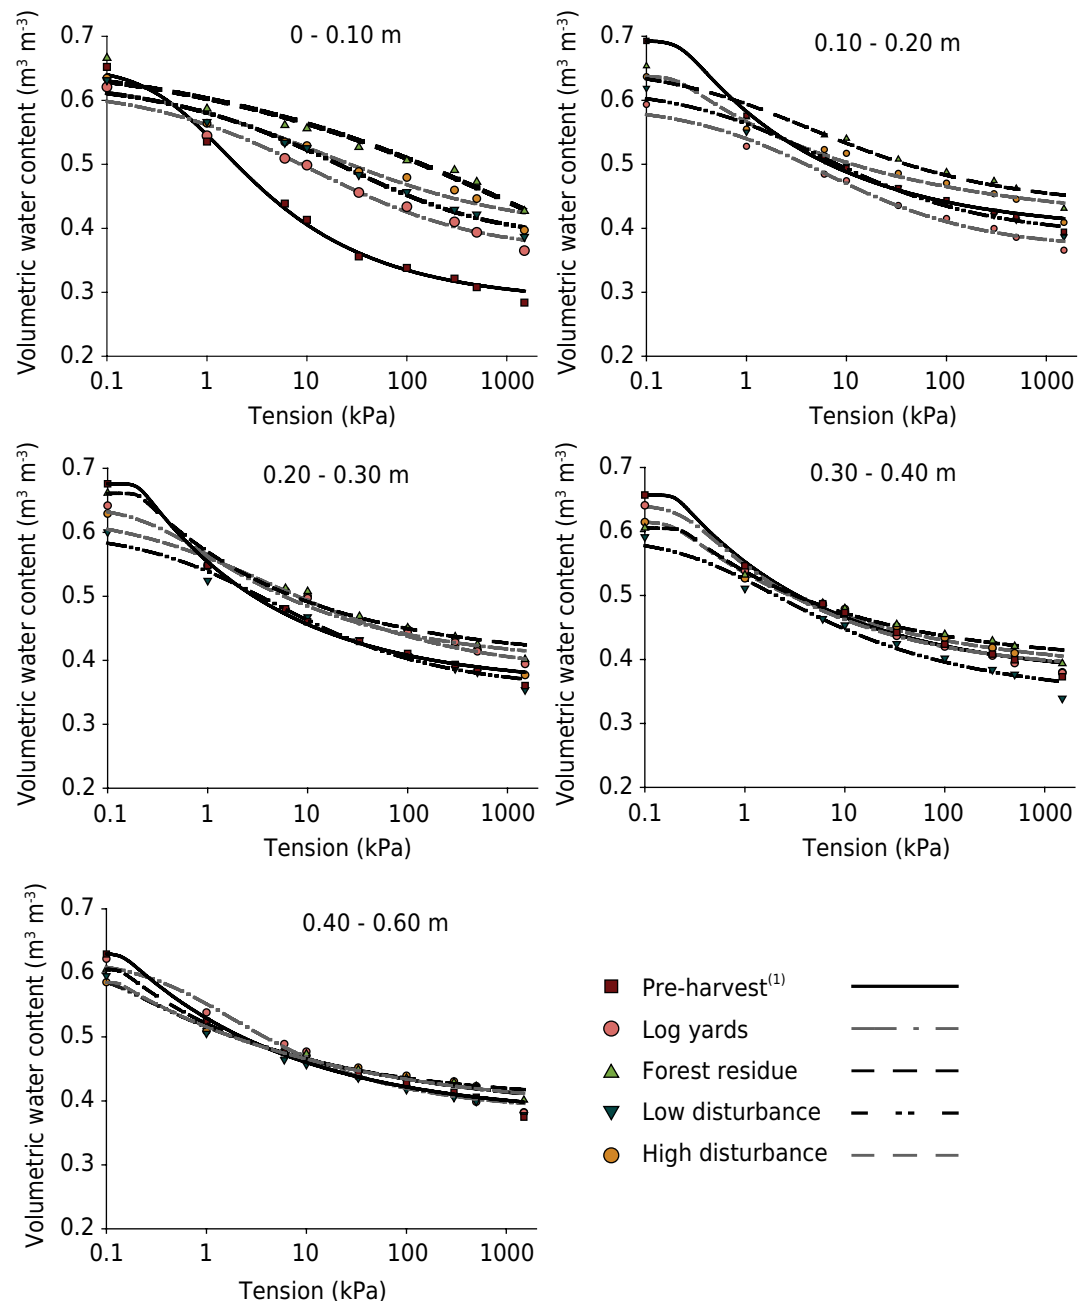 0 - 0.10 m
Volumetric water content (m³ m⁻³)
0.7
0.6
0.5
0.4
0.3
0.2
0.1 1 10 100 1000
Tension (kPa)
0.10 - 0.20 m
Volumetric water content (m³ m⁻³)
0.7
0.6
0.5
0.4
0.3
0.2
0.1 1 10 100 1000
Tension (kPa)
0.20 - 0.30 m
Volumetric water content (m³ m⁻³)
0.7
0.6
0.5
0.4
0.3
0.2
0.1 1 10 100 1000
Tension (kPa)
0.30 - 0.40 m
Volumetric water content (m³ m⁻³)
0.7
0.6
0.5
0.4
0.3
0.2
0.1 1 10 100 1000
Tension (kPa)
0.40 - 0.60 m
Volumetric water content (m³ m⁻³)
0.7
0.6
0.5
0.4
0.3
0.2
0.1 1 10 100 1000
Tension (kPa)
Pre-harvest⁽¹⁾
Log yards
Forest residue
Low disturbance
High disturbance